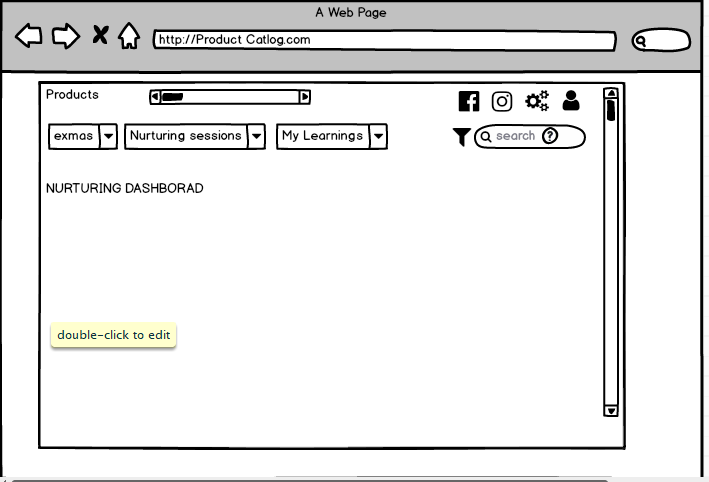 A Web Page
http://Product Catlog.com
Products
exmas Nurturing sessions My Learnings search ?
NURTURING DASHBORAD
double-click to edit